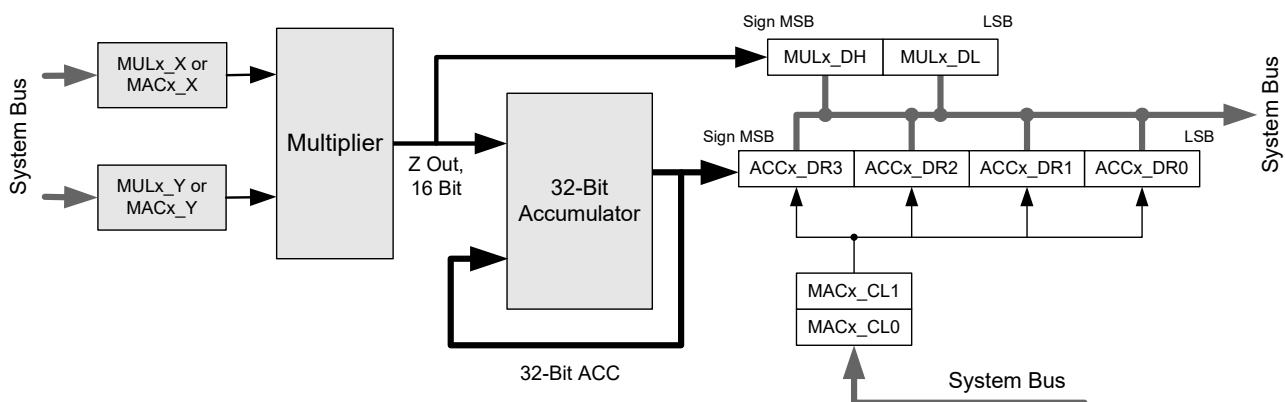 Sign MSB
LSB
MULx_DH
MULx_DL
System Bus
MULx_X or
MACx_X
Multiplier
Z Out,
16 Bit
MULx_Y or
MACx_Y
32-Bit
Accumulator
32-Bit ACC
Sign MSB
LSB
ACCx_DR3
ACCx_DR2
ACCx_DR1
ACCx_DR0
System Bus
MACx_CL1
MACx_CL0
System Bus